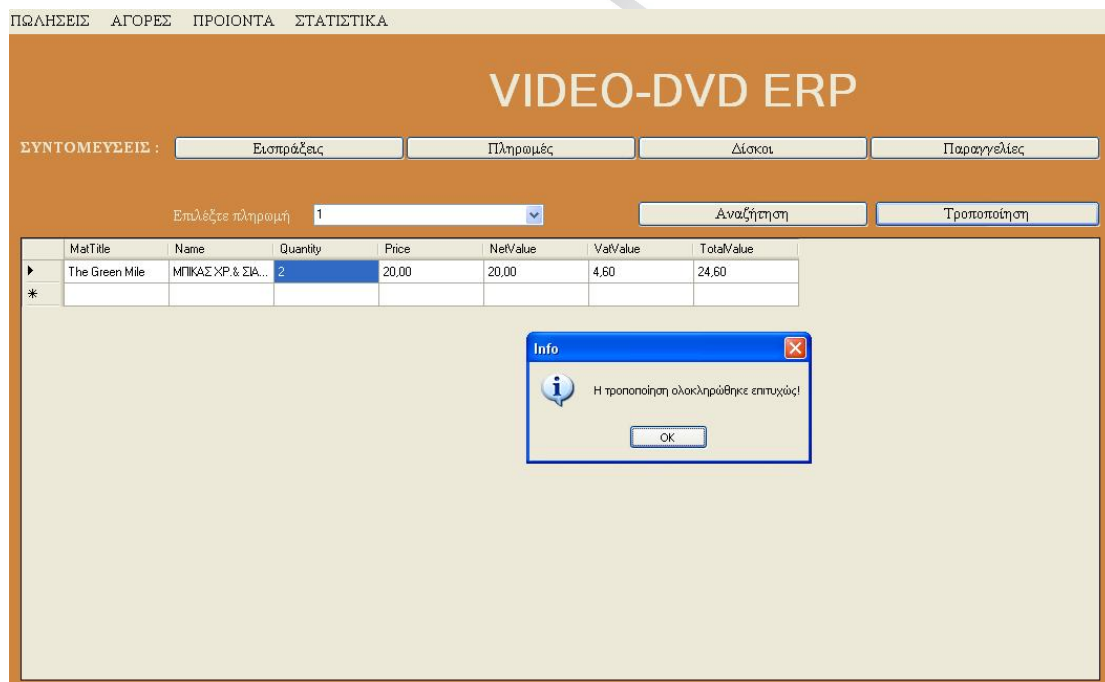 ΠΩΛΗΣΕΙΣ ΑΓΟΡΕΣ ΠΡΟΙΟΝΤΑ ΣΤΑΤΙΣΤΙΚΑ
VIDEO-DVD ERP
ΣΥΝΤΟΜΕΥΣΕΙΣ : Εισπράξεις Πληρωμές Δίσκοι Παραγγελίες
Επιλέξτε πληρωμή 1 Αναζήτηση Τροποποίηση
MatTitle Name Quantity Price NetValue VatValue TotalValue
The Green Mile ΜΠΙΚΑΣ ΧΡ.& ΣΙΑ... 2 20,00 20,00 4,60 24,60
Info
Η τροποποίηση ολοκληρώθηκε επιτυχώς!
OK